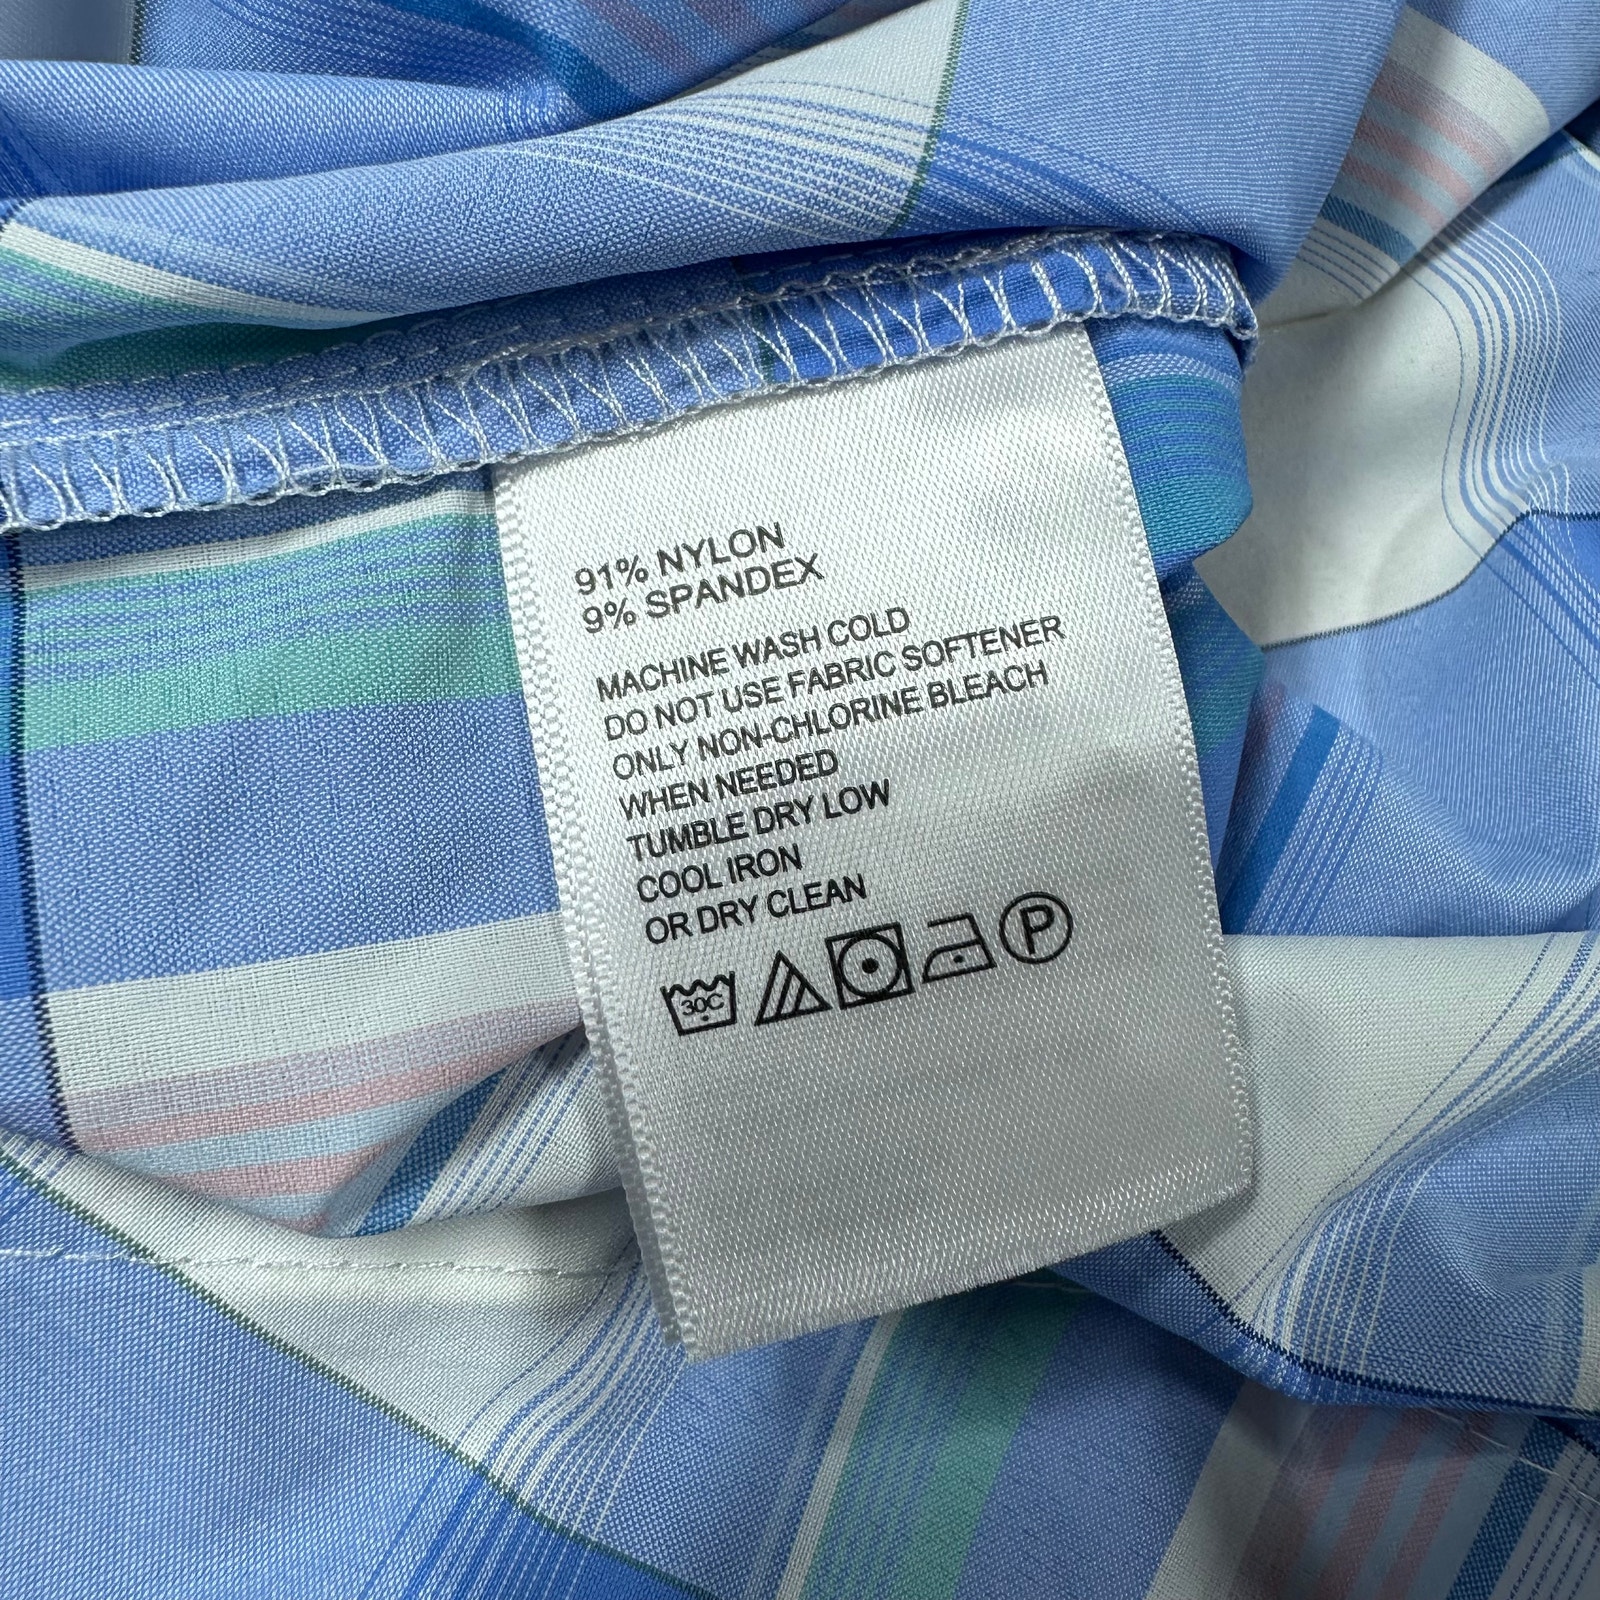 91% NYLON
9% SPANDEX
MACHINE WASH COLD
DO NOT USE FABRIC SOFTENER
ONLY NON-CHLORINE BLEACH
WHEN NEEDED
TUMBLE DRY LOW
COOL IRON
OR DRY CLEAN
30C P